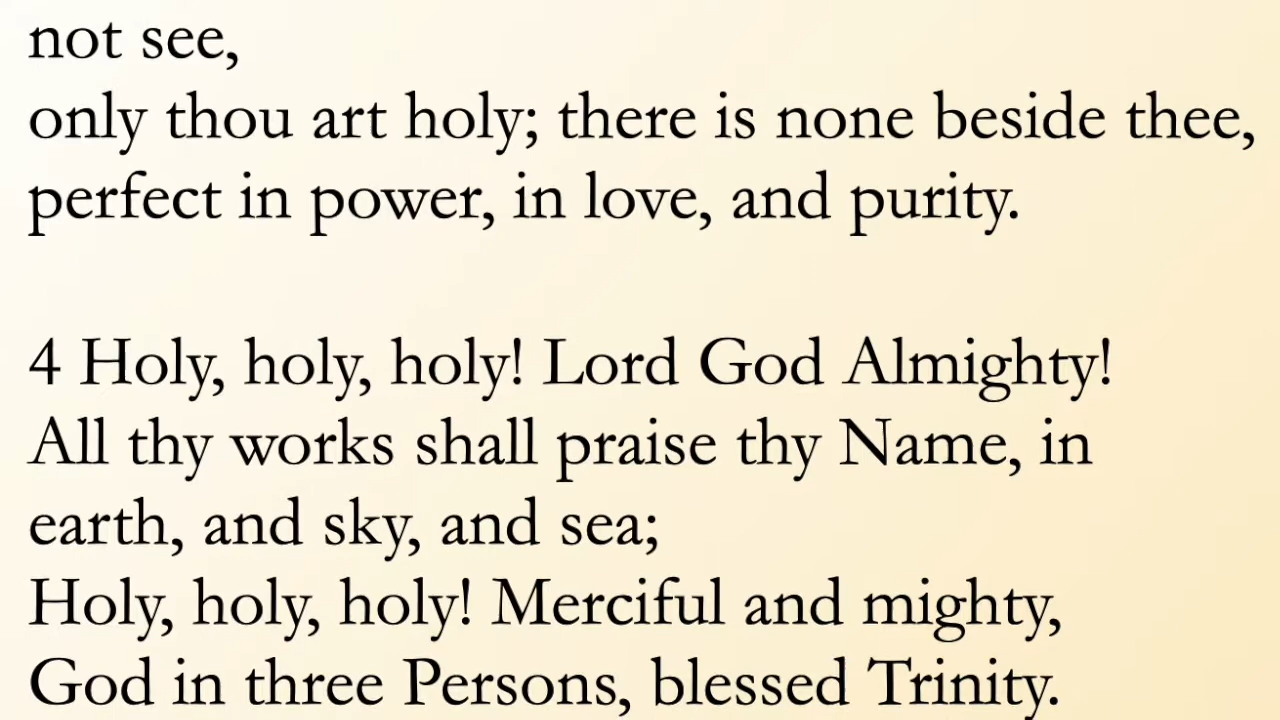 not see,
only thou art holy; there is none beside thee,
perfect in power, in love, and purity.
4 Holy, holy, holy! Lord God Almighty!
All thy works shall praise thy Name, in
earth, and sky, and sea;
Holy, holy, holy! Merciful and mighty,
God in three Persons, blessed Trinity.